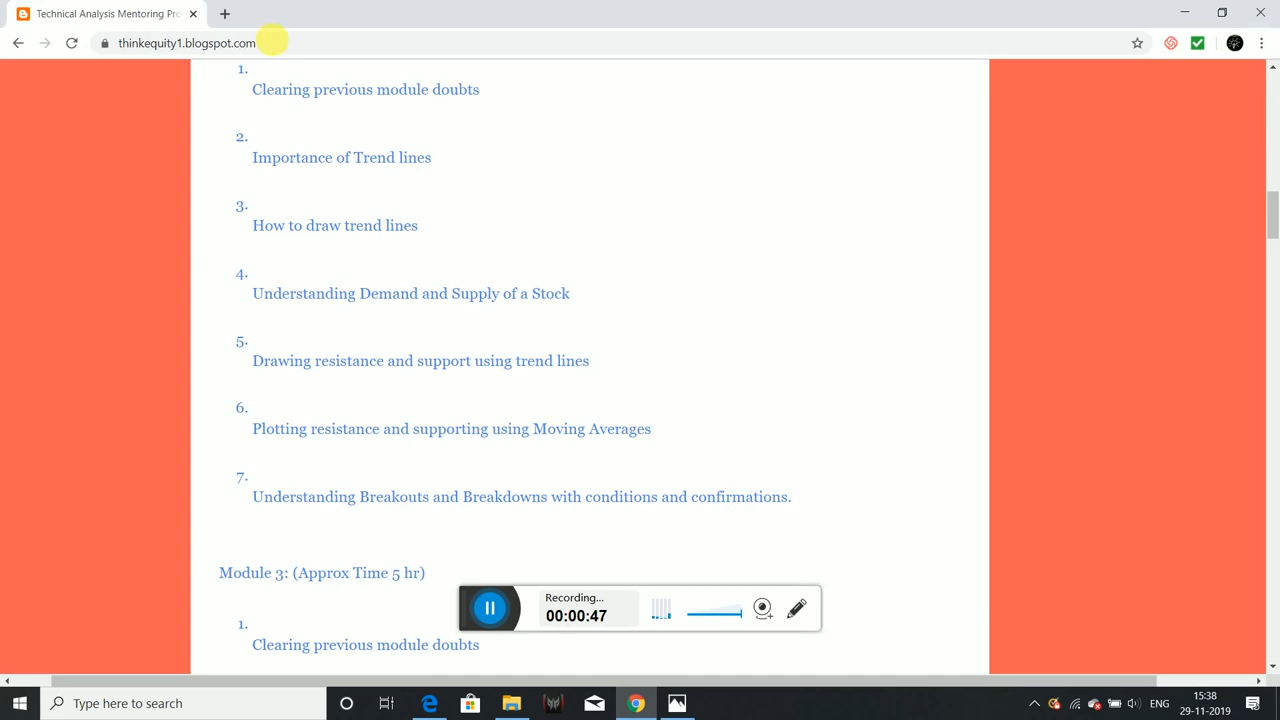 Technical Analysis Mentoring Pro
thinkequity1.blogspot.com
1.
Clearing previous module doubts
2.
Importance of Trend lines
3.
How to draw trend lines
4.
Understanding Demand and Supply of a Stock
5.
Drawing resistance and support using trend lines
6.
Plotting resistance and supporting using Moving Averages
7.
Understanding Breakouts and Breakdowns with conditions and confirmations.
Module 3: (Approx Time 5 hr)
Recording...
00:00:47
1.
Clearing previous module doubts
Type here to search
ENG
15:38
29-11-2019